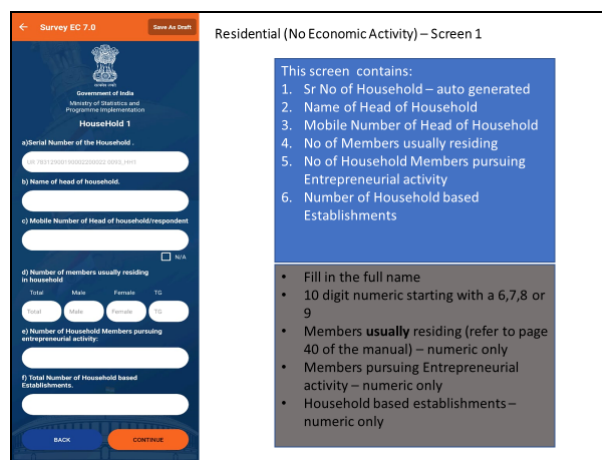 ← Survey EC 7.0
Save As Draft
Government of India
Ministry of Statistics and
Programme Implementation
HouseHold 1
a)Serial Number of the Household .
b) Name of head of household.
c) Mobile Number of Head of household/respondent
N/A
d) Number of members usually residing
in household
Total Male Female TG
Total Male Female TG
e) Number of Household Members pursuing
entrepreneurial activity:
f) Total Number of Household based
Establishments.
BACK
CONTINUE
Residential (No Economic Activity) – Screen 1
This screen contains:
1. Sr No of Household – auto generated
2. Name of Head of Household
3. Mobile Number of Head of Household
4. No of Members usually residing
5. No of Household Members pursuing
Entrepreneurial activity
6. Number of Household based
Establishments
• Fill in the full name
• 10 digit numeric starting with a 6,7,8 or
9
• Members usually residing (refer to page
40 of the manual) – numeric only
• Members pursuing Entrepreneurial
activity – numeric only
• Household based establishments –
numeric only